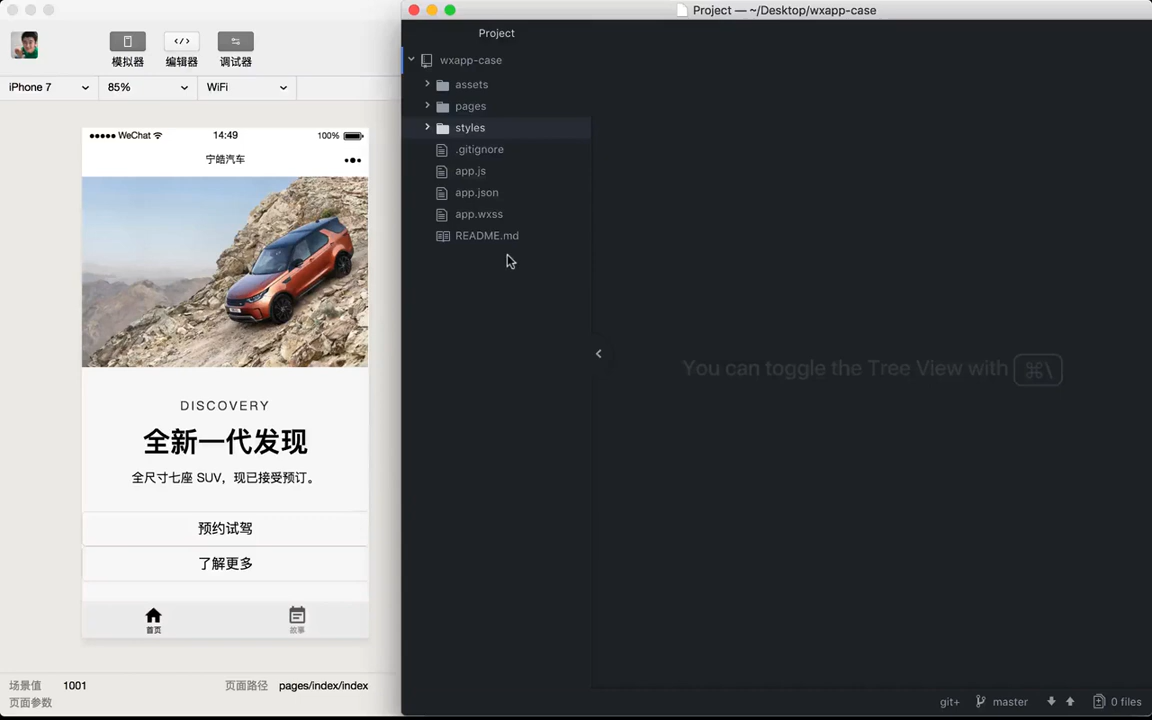 模拟器
编辑器
调试器
iPhone 7
85%
WiFi
WeChat
14:49
100%
宁皓汽车
DISCOVERY
全新一代发现
全尺寸七座 SUV，现已接受预订。
预约试驾
了解更多
首页
故事
场景值
1001
页面路径
pages/index/index
页面参数
Project — ~/Desktop/wxapp-case
Project
wxapp-case
assets
pages
styles
.gitignore
app.js
app.json
app.wxss
README.md
You can toggle the Tree View with ⌘\
git+
master
0 files